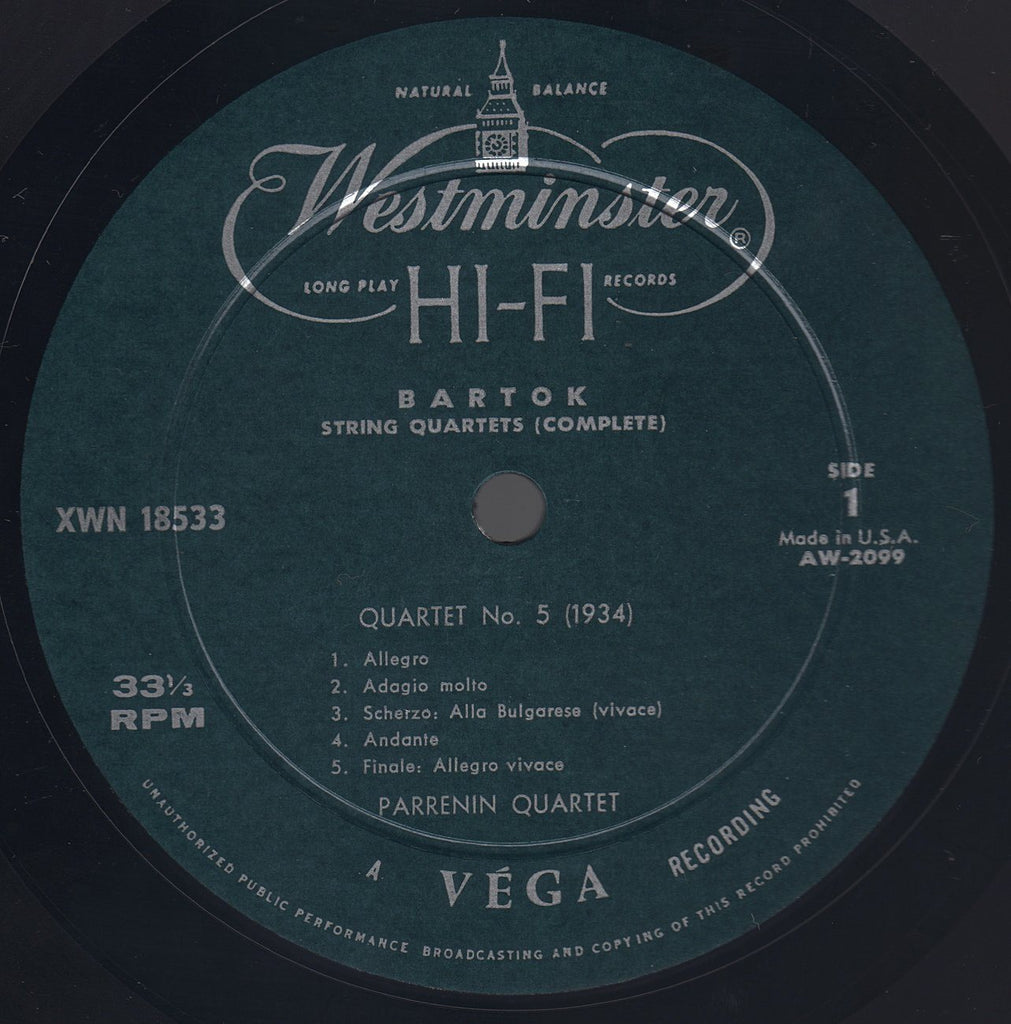 NATURAL BALANCE
Westminster®
LONG PLAY HI-FI RECORDS
BARTOK
STRING QUARTETS (COMPLETE)
XWN 18533
SIDE
1
Made in U.S.A.
AW-2099
QUARTET No. 5 (1934)
1. Allegro
2. Adagio molto
3. Scherzo: Alla Bulgarese (vivace)
4. Andante
5. Finale: Allegro vivace
33⅓
RPM
PARRENIN QUARTET
A VÉGA RECORDING
UNAUTHORIZED PUBLIC PERFORMANCE BROADCASTING AND COPYING OF THIS RECORD PROHIBITED